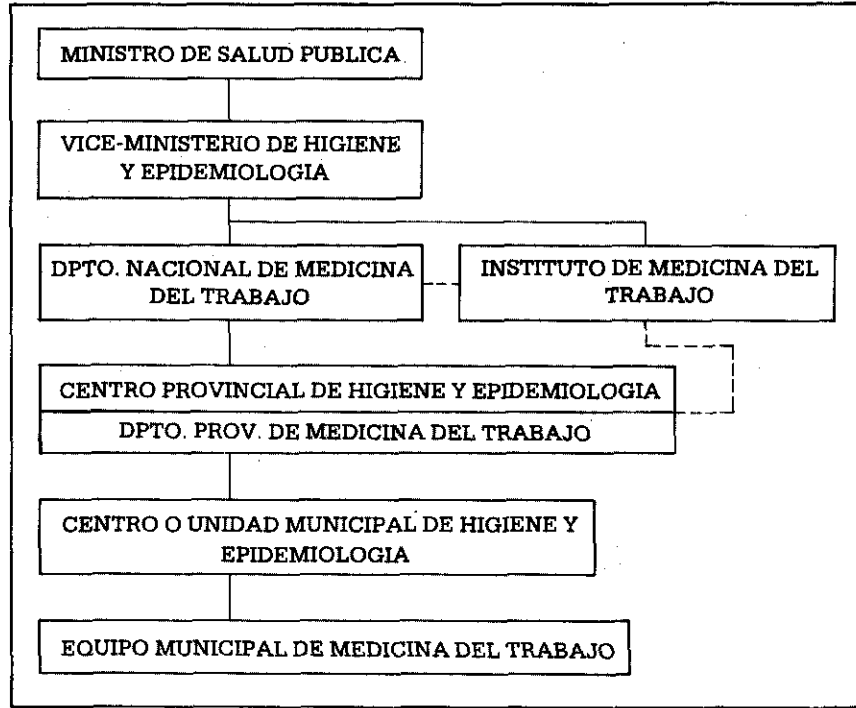 MINISTRO DE SALUD PUBLICA
VICE-MINISTERIO DE HIGIENE
Y EPIDEMIOLOGIA
DPTO. NACIONAL DE MEDICINA
DEL TRABAJO
INSTITUTO DE MEDICINA DEL
TRABAJO
CENTRO PROVINCIAL DE HIGIENE Y EPIDEMIOLOGIA
DPTO. PROV. DE MEDICINA DEL TRABAJO
CENTRO O UNIDAD MUNICIPAL DE HIGIENE Y
EPIDEMIOLOGIA
EQUIPO MUNICIPAL DE MEDICINA DEL TRABAJO